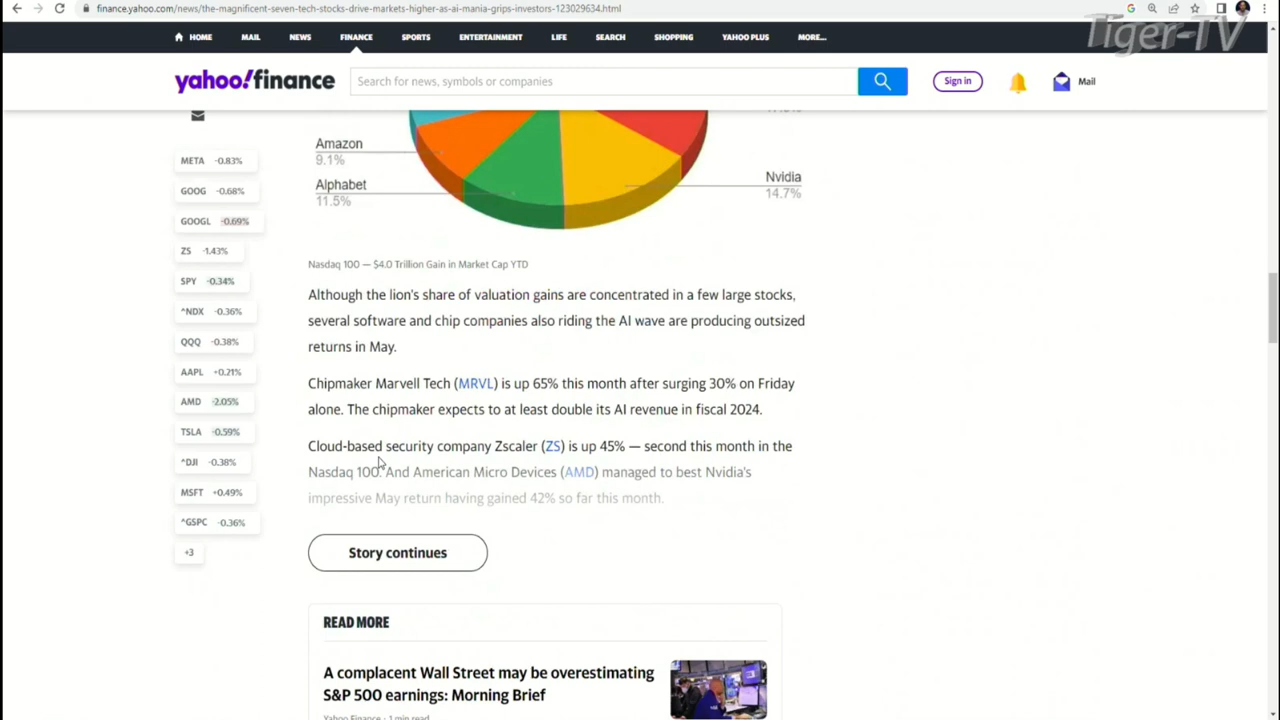 finance.yahoo.com/news/the-magnificent-seven-tech-stocks-drive-markets-higher-as-ai-mania-grips-investors-123029634.html
Tiger-TV
HOME MAIL NEWS FINANCE SPORTS ENTERTAINMENT LIFE SEARCH SHOPPING YAHOO PLUS MORE...
yahoo!finance
Search for news, symbols or companies
Sign in
Mail
Amazon
9.1%
Alphabet
11.5%
Nvidia
14.7%
META -0.83%
GOOG -0.68%
GOOGL -0.69%
ZS -1.43%
SPY -0.34%
^NDX -0.36%
QQQ -0.38%
AAPL +0.21%
AMD -2.05%
TSLA -0.59%
^DJI -0.38%
MSFT +0.49%
^GSPC -0.36%
+3
Nasdaq 100 — $4.0 Trillion Gain in Market Cap YTD
Although the lion's share of valuation gains are concentrated in a few large stocks,
several software and chip companies also riding the AI wave are producing outsized
returns in May.
Chipmaker Marvell Tech (MRVL) is up 65% this month after surging 30% on Friday
alone. The chipmaker expects to at least double its AI revenue in fiscal 2024.
Cloud-based security company Zscaler (ZS) is up 45% — second this month in the
Nasdaq 100. And American Micro Devices (AMD) managed to best Nvidia's
impressive May return having gained 42% so far this month.
Story continues
READ MORE
A complacent Wall Street may be overestimating
S&P 500 earnings: Morning Brief
Yahoo Finance · 1 min read